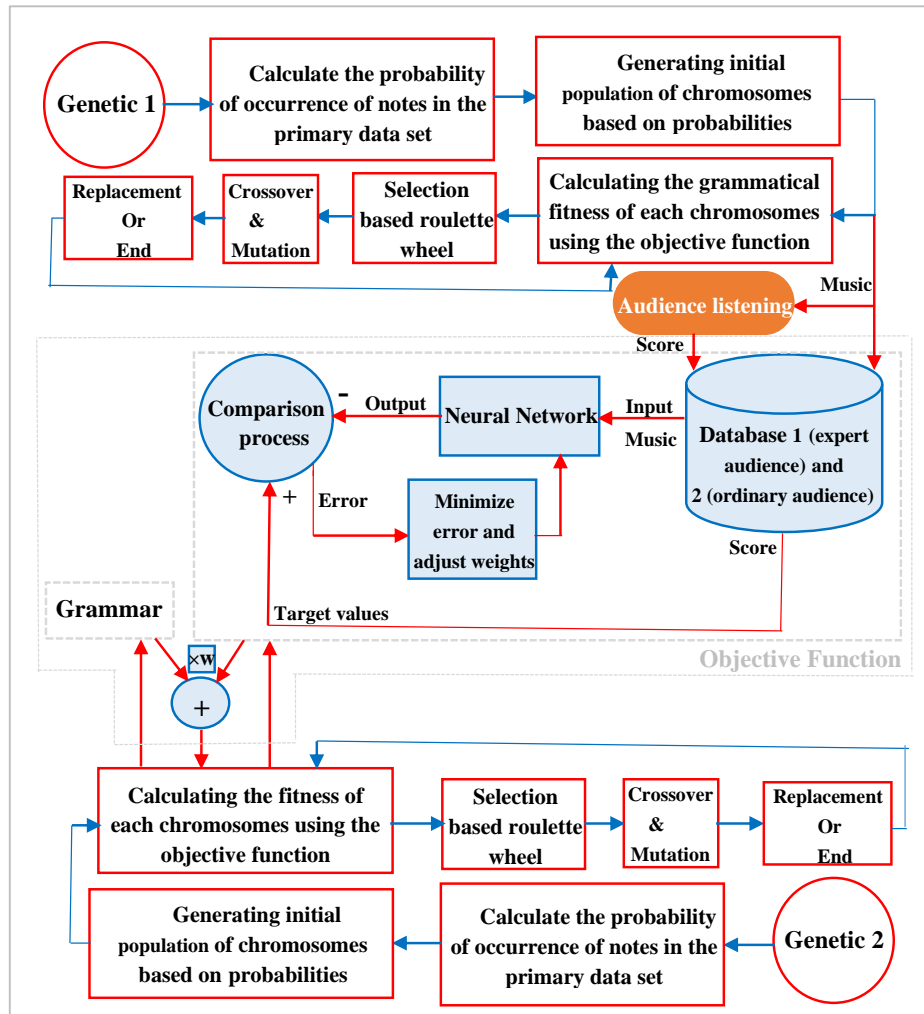 Genetic 1
Calculate the probability
of occurrence of notes in the
primary data set
Generating initial
population of chromosomes
based on probabilities
Replacement
Or
End
Crossover
&
Mutation
Selection
based roulette
wheel
Calculating the grammatical
fitness of each chromosomes
using the objective function
Music
Audience listening
Score
Comparison
process
-
Output
Neural Network
Input
Music
Database 1 (expert
audience) and
2 (ordinary audience)
+
Error
Minimize
error and
adjust weights
Score
Target values
Grammar
×w
Objective Function
+
Calculating the fitness of
each chromosomes using the
objective function
Selection
based roulette
wheel
Crossover
&
Mutation
Replacement
Or
End
Generating initial
population of chromosomes
based on probabilities
Calculate the probability
of occurrence of notes in the
primary data set
Genetic 2